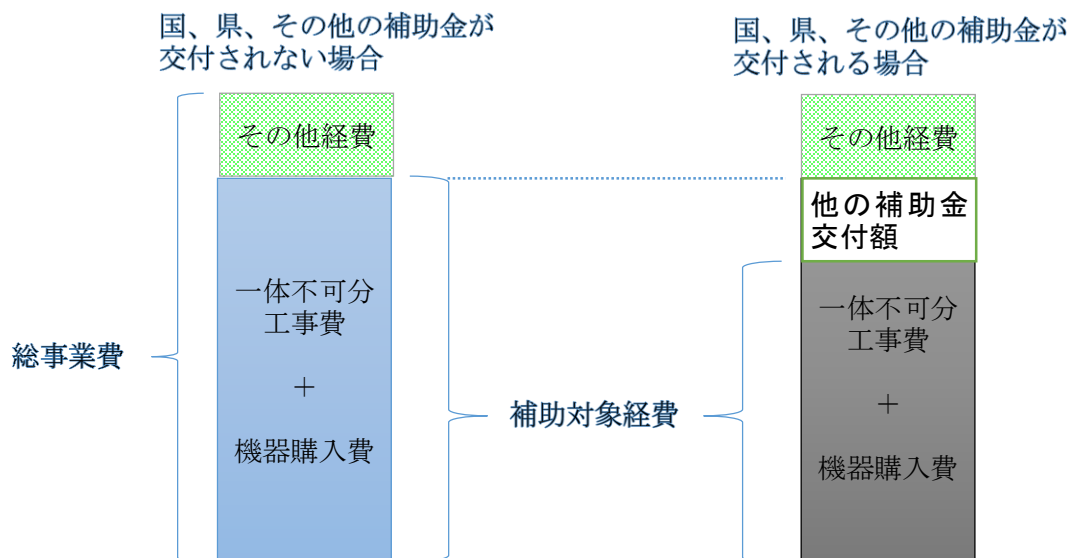 国、県、その他の補助金が
交付されない場合
国、県、その他の補助金が
交付される場合
その他経費
その他経費
他の補助金
交付額
一体不可分
工事費
+
機器購入費
一体不可分
工事費
+
機器購入費
総事業費
補助対象経費